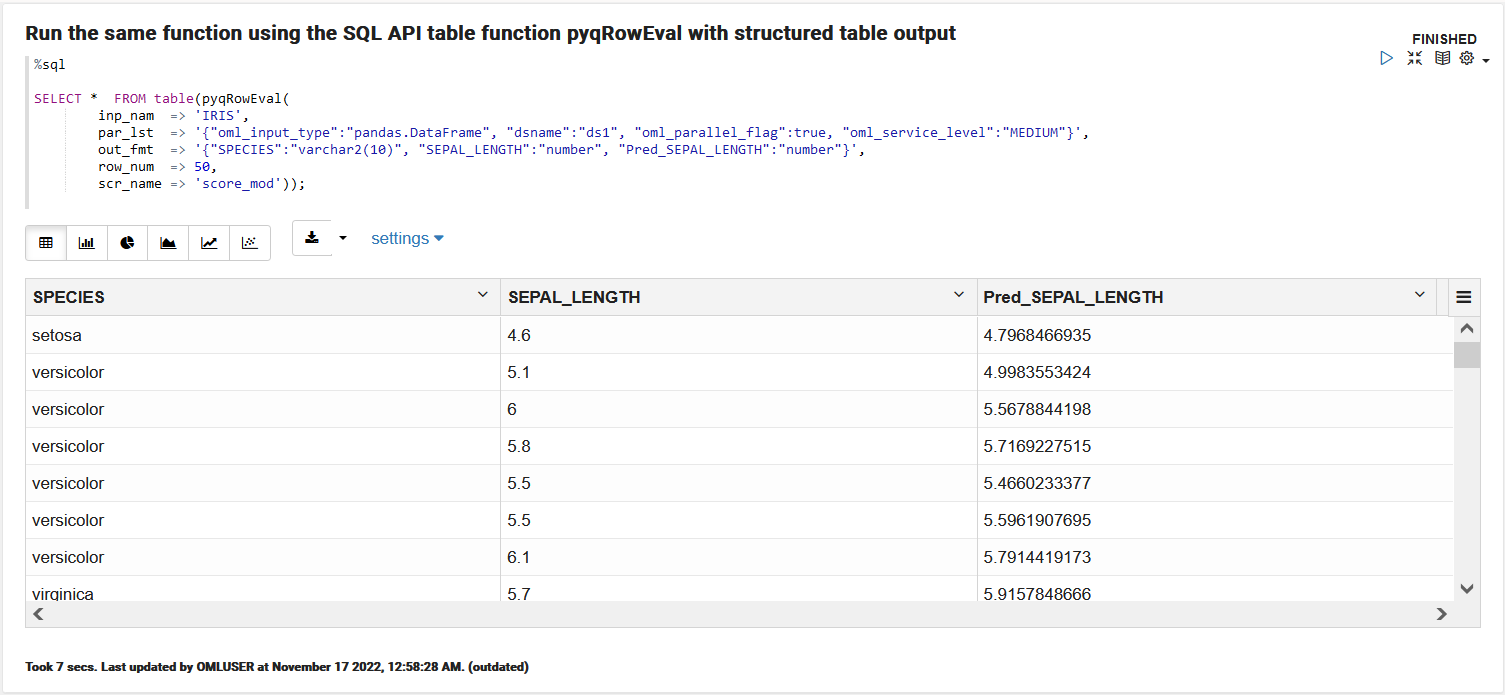 Run the same function using the SQL API table function pyqRowEval with structured table output
FINISHED
%sql
SELECT *  FROM table(pyqRowEval(
inp_nam  => 'IRIS',
par_lst  => '{"oml_input_type":"pandas.DataFrame", "dsname":"ds1", "oml_parallel_flag":true, "oml_service_level":"MEDIUM"}',
out_fmt  => '{"SPECIES":"varchar2(10)", "SEPAL_LENGTH":"number", "Pred_SEPAL_LENGTH":"number"}',
row_num  => 50,
scr_name => 'score_mod'));
settings
SPECIES SEPAL_LENGTH Pred_SEPAL_LENGTH
setosa 4.6 4.7968466935
versicolor 5.1 4.9983553424
versicolor 6 5.5678844198
versicolor 5.8 5.7169227515
versicolor 5.5 5.4660233377
versicolor 5.5 5.5961907695
versicolor 6.1 5.7914419173
virginica 5.7 5.9157848666
Took 7 secs. Last updated by OMLUSER at November 17 2022, 12:58:28 AM. (outdated)